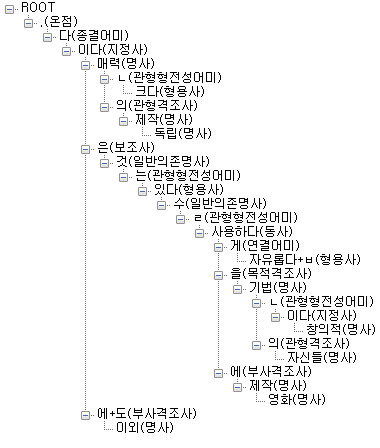 ROOT
.(온점)
다(종결어미)
이다(지정사)
매력(명사)
ㄴ(관형형전성어미)
크다(형용사)
의(관형격조사)
제작(명사)
독립(명사)
은(보조사)
것(일반의존명사)
는(관형형전성어미)
있다(형용사)
수(일반의존명사)
ㄹ(관형형전성어미)
사용하다(동사)
게(연결어미)
자유롭다+ㅂ(형용사)
을(목적격조사)
기법(명사)
ㄴ(관형형전성어미)
이다(지정사)
창의적(명사)
의(관형격조사)
자신들(명사)
에(부사격조사)
제작(명사)
영화(명사)
에+도(부사격조사)
이외(명사)